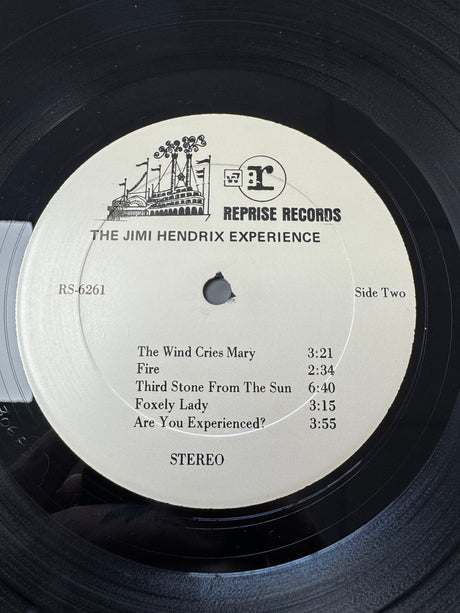 r
REPRISE RECORDS
THE JIMI HENDRIX EXPERIENCE
RS-6261
Side Two
The Wind Cries Mary 3:21
Fire 2:34
Third Stone From The Sun 6:40
Foxely Lady 3:15
Are You Experienced? 3:55
STEREO